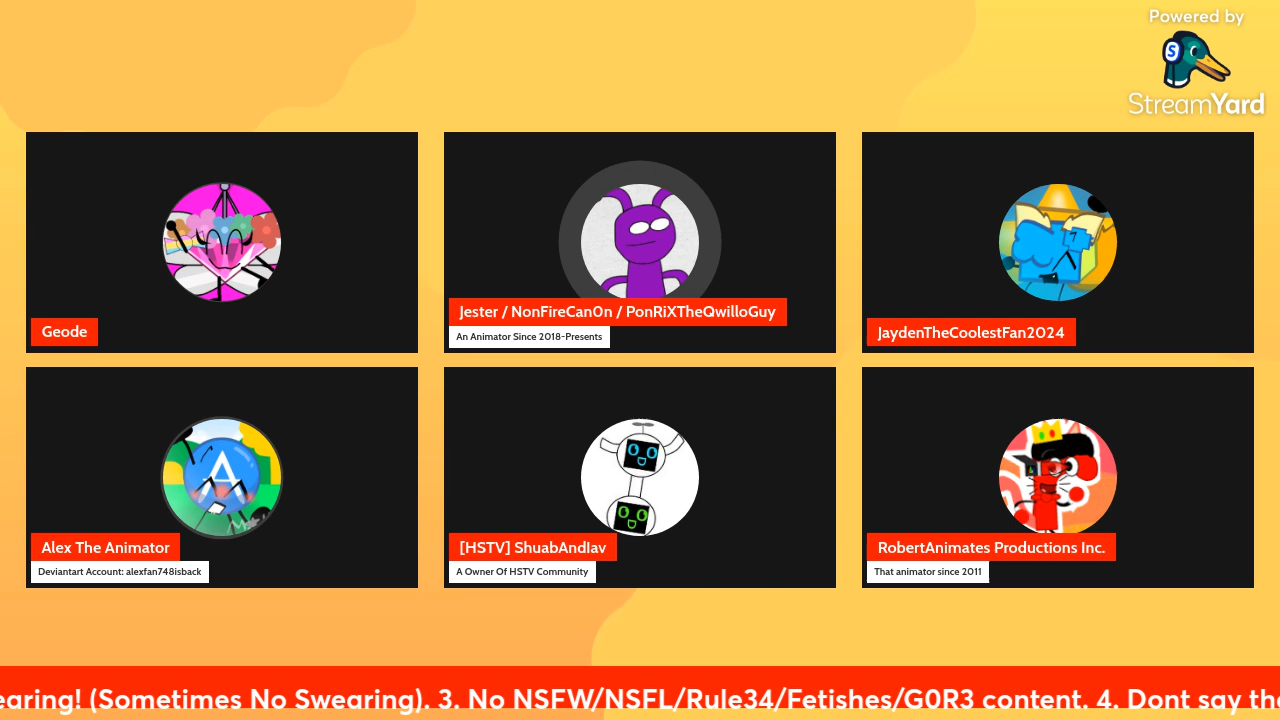 Powered by
StreamYard
Geode
Jester / NonFireCan0n / PonRiXTheQwilloGuy
An Animator Since 2018-Presents
JaydenTheCoolestFan2024
Alex The Animator
Deviantart Account: alexfan748isback
[HSTV] ShuabAndIav
A Owner Of HSTV Community
RobertAnimates Productions Inc.
That animator since 2011
earing! (Sometimes No Swearing). 3. No NSFW/NSFL/Rule34/Fetishes/G0R3 content. 4. Dont say the